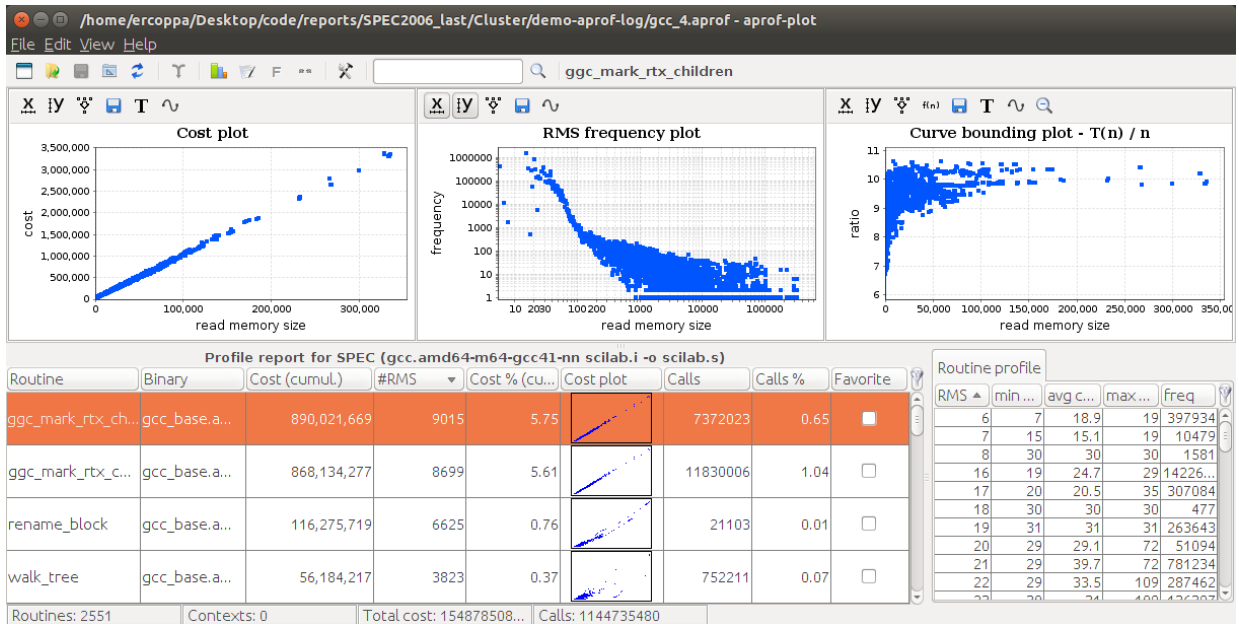 /home/ercoppa/Desktop/code/reports/SPEC2006_last/Cluster/demo-aprof-log/gcc_4.aprof - aprof-plot
File Edit View Help
F
ggc_mark_rtx_children
X Y T
X Y
X Y f(n) T
Cost plot
3,500,000
3,000,000
2,500,000
2,000,000
1,500,000
1,000,000
500,000
0
cost
0 100,000 200,000 300,000
read memory size
RMS frequency plot
1000000
100000
10000
1000
100
10
1
frequency
10 2030 100200 1000 10000 100000
read memory size
Curve bounding plot - T(n) / n
11
10
9
8
7
6
ratio
0 50,000 100,000 150,000 200,000 250,000 300,000 350,00
read memory size
Profile report for SPEC (gcc.amd64-m64-gcc41-nn scilab.i -o scilab.s)
Routine Binary Cost (cumul.) #RMS Cost % (cu... Cost plot Calls Calls % Favorite
ggc_mark_rtx_ch... gcc_base.a... 890,021,669 9015 5.75 7372023 0.65
ggc_mark_rtx_c... gcc_base.a... 868,134,277 8699 5.61 11830006 1.04
rename_block gcc_base.a... 116,275,719 6625 0.76 21103 0.01
walk_tree gcc_base.a... 56,184,217 3823 0.37 752211 0.07
Routine profile
RMS min ... avg c... max ... freq
6 7 18.9 19 397934
7 15 15.1 19 10479
8 30 30 30 1581
16 19 24.7 29 14226...
17 20 20.5 35 307084
18 30 30 30 477
19 31 31 31 263643
20 29 29.1 72 51094
21 29 39.7 72 781234
22 29 33.5 109 287462
Routines: 2551 Contexts: 0 Total cost: 154878508... Calls: 1144735480